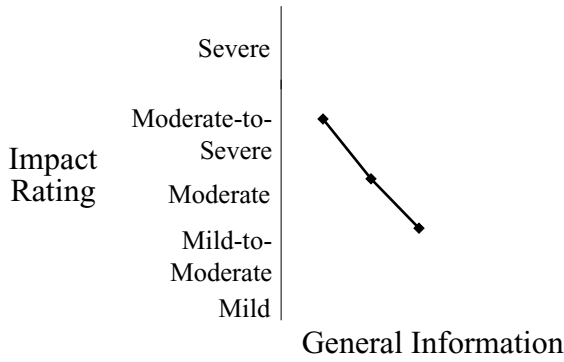 Severe
Moderate-to-
Severe
Impact
Rating
Moderate
Mild-to-
Moderate
Mild
General Information